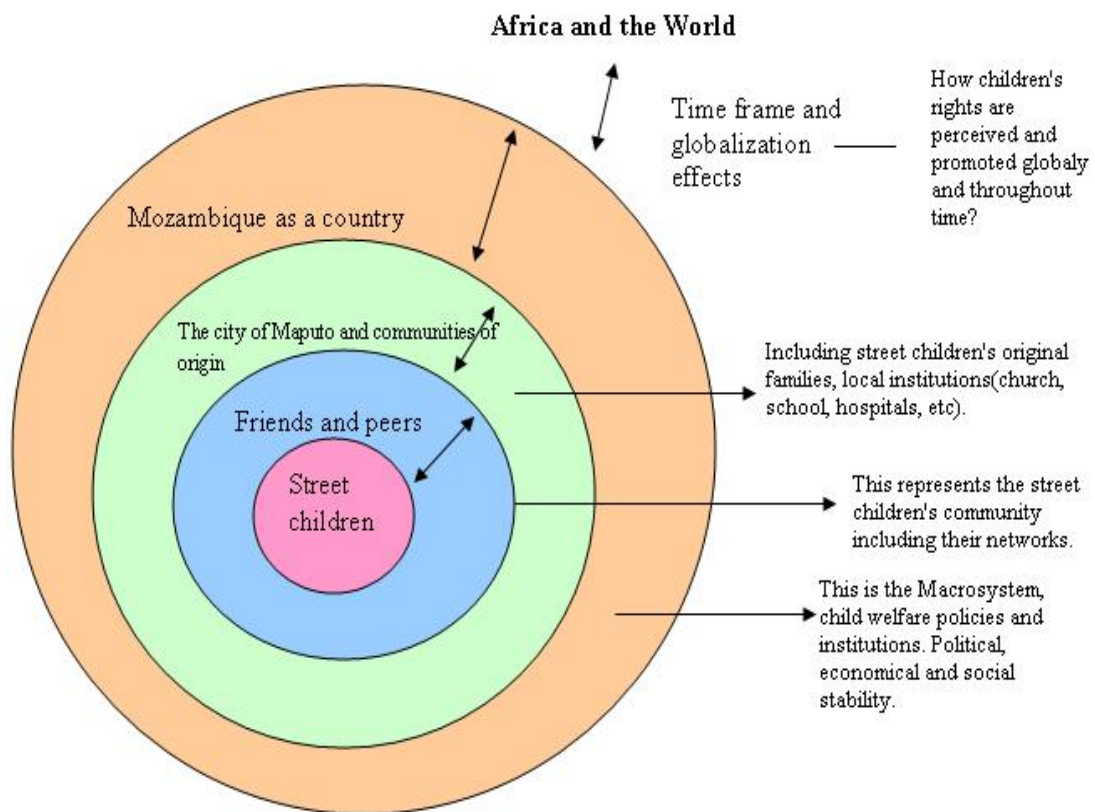 Africa and the World
Time frame and
globalization
effects
How children's
rights are
perceived and
promoted globaly
and throughout
time?
Mozambique as a country
The city of Maputo and communities of
origin
Including street children's original
families, local institutions(church,
school, hospitals, etc).
Friends and peers
Street
children
This represents the street
children's community
including their networks.
This is the Macrosystem,
child welfare policies and
institutions. Political,
economical and social
stability.